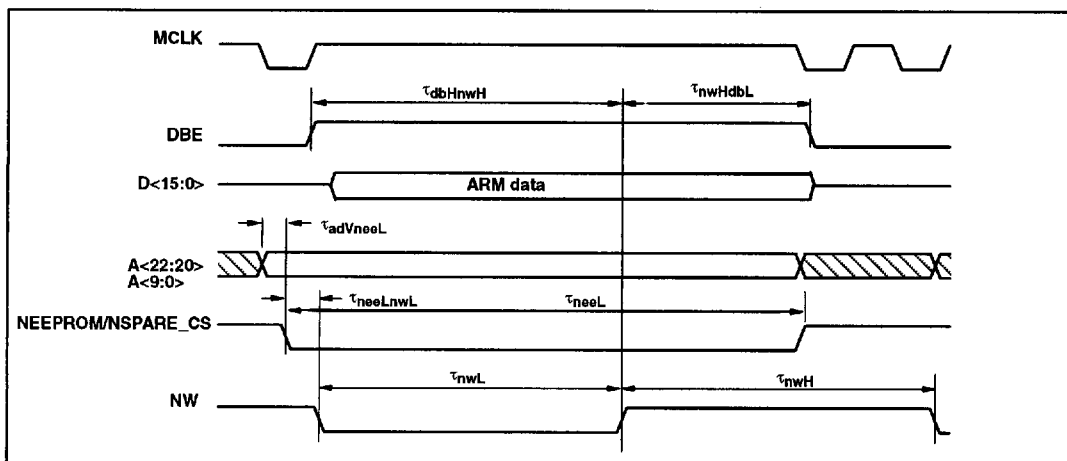 MCLK
τdbHnwH
τnwHdbL
DBE
D<15:0>
ARM data
τadVneeL
A<22:20>
A<9:0>
τneeLnwL
τneeL
NEEPROM/NSPARE_CS
τnwL
τnwH
NW